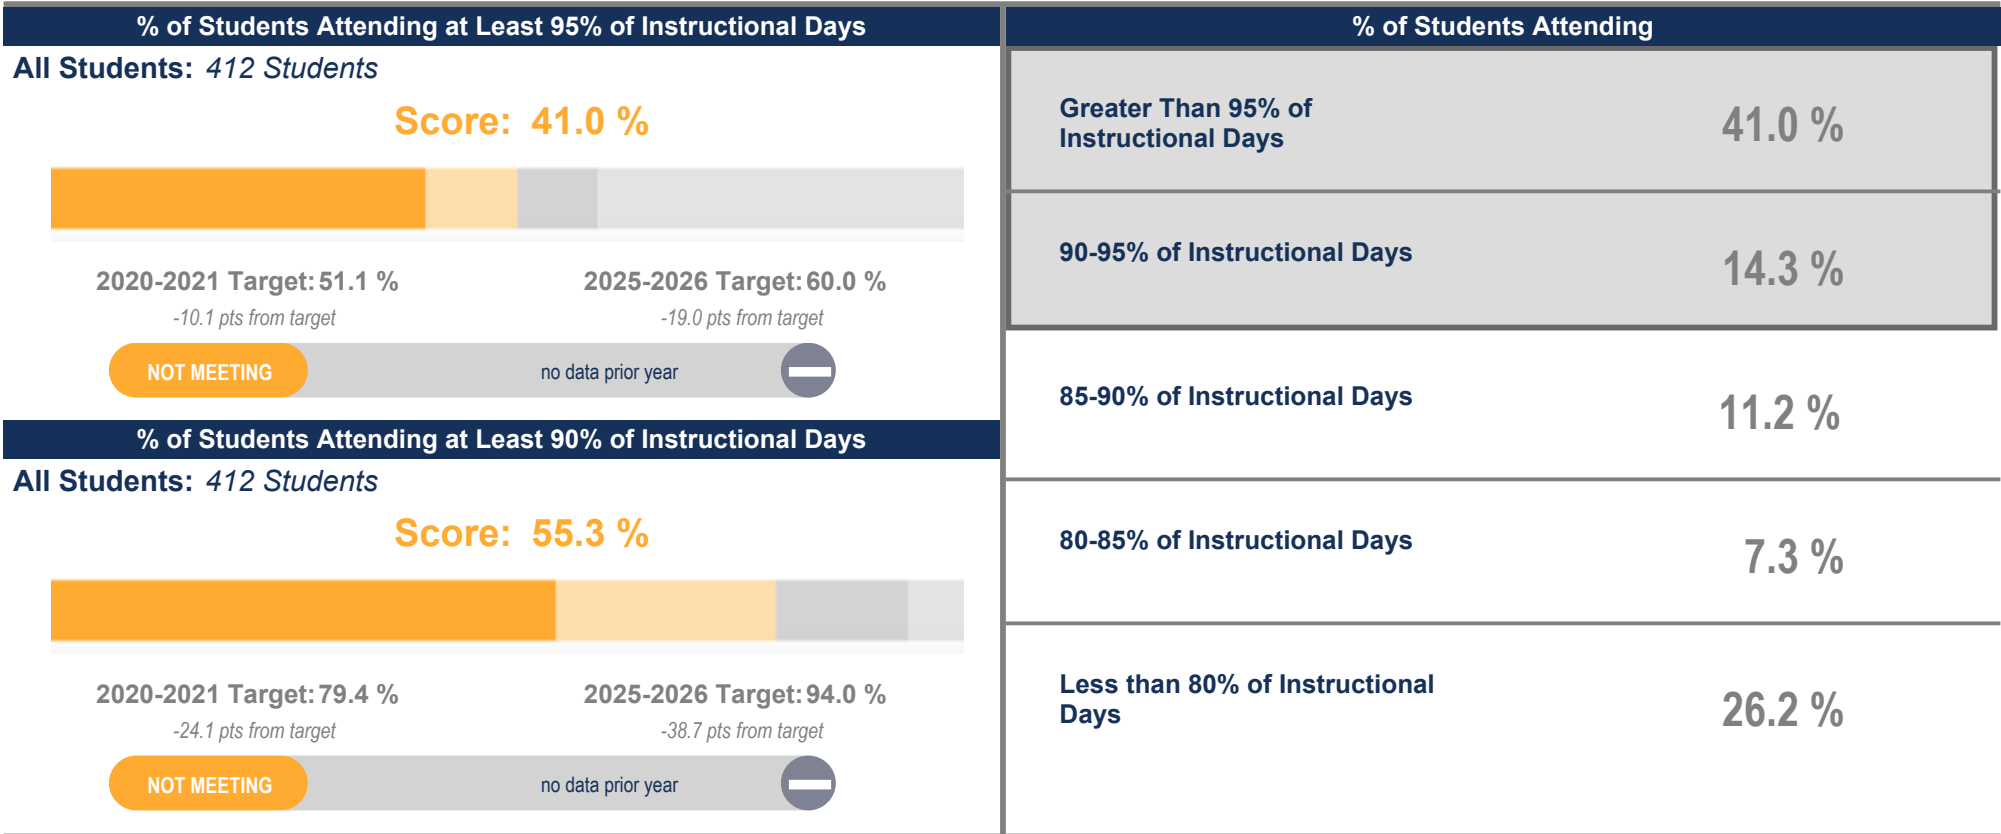 % of Students Attending at Least 95% of Instructional Days
All Students: 412 Students
Score: 41.0 %
2020-2021 Target: 51.1 %
-10.1 pts from target
2025-2026 Target: 60.0 %
-19.0 pts from target
NOT MEETING
no data prior year
% of Students Attending at Least 90% of Instructional Days
All Students: 412 Students
Score: 55.3 %
2020-2021 Target: 79.4 %
-24.1 pts from target
2025-2026 Target: 94.0 %
-38.7 pts from target
NOT MEETING
no data prior year
% of Students Attending
Greater Than 95% of
Instructional Days
41.0 %
90-95% of Instructional Days
14.3 %
85-90% of Instructional Days
11.2 %
80-85% of Instructional Days
7.3 %
Less than 80% of Instructional
Days
26.2 %